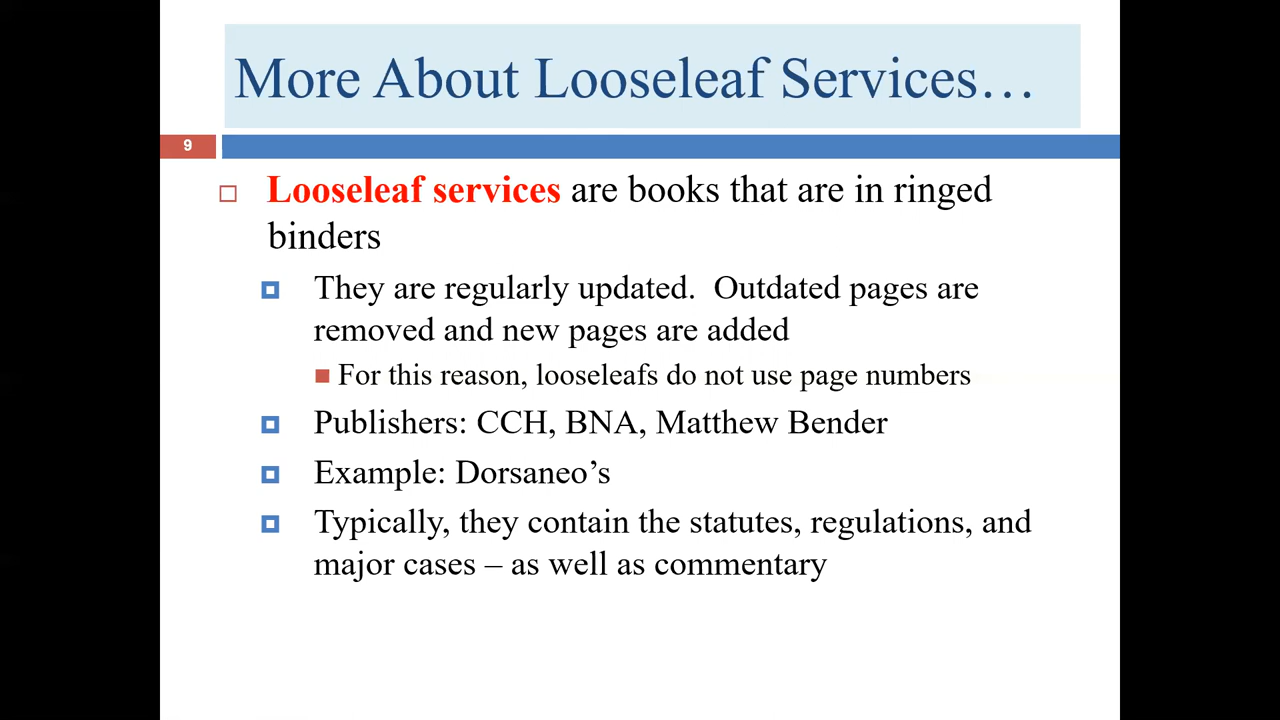 More About Looseleaf Services…
9
Looseleaf services are books that are in ringed
binders
They are regularly updated.  Outdated pages are
removed and new pages are added
For this reason, looseleafs do not use page numbers
Publishers: CCH, BNA, Matthew Bender
Example: Dorsaneo’s
Typically, they contain the statutes, regulations, and
major cases – as well as commentary